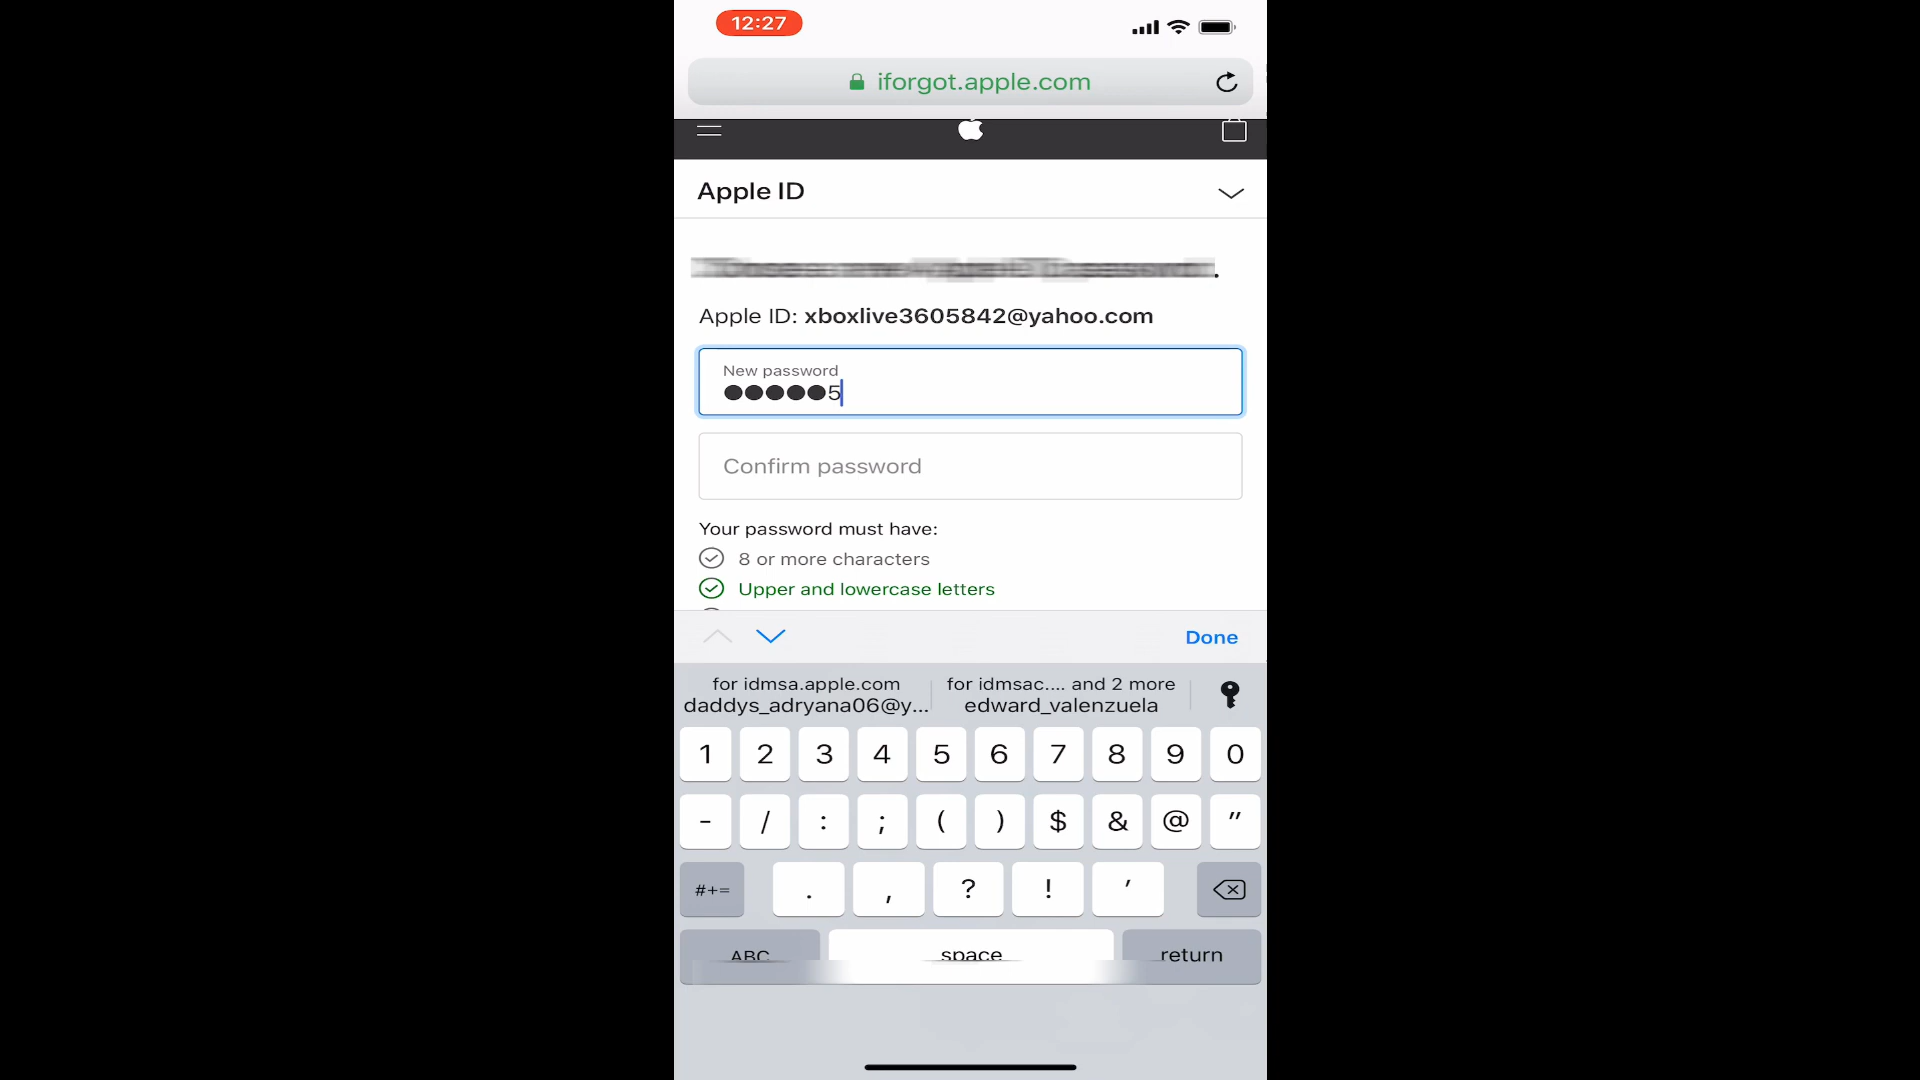 12:27
iforgot.apple.com
Apple ID
Apple ID: xboxlive3605842@yahoo.com
New password
●●●●●5
Confirm password
Your password must have:
8 or more characters
Upper and lowercase letters
Done
for idmsa.apple.com
daddys_adryana06@y...
for idmsac.... and 2 more
edward_valenzuela
1 2 3 4 5 6 7 8 9 0
- / : ; ( ) $ & @ "
#+= . , ? ! '
ABC space return